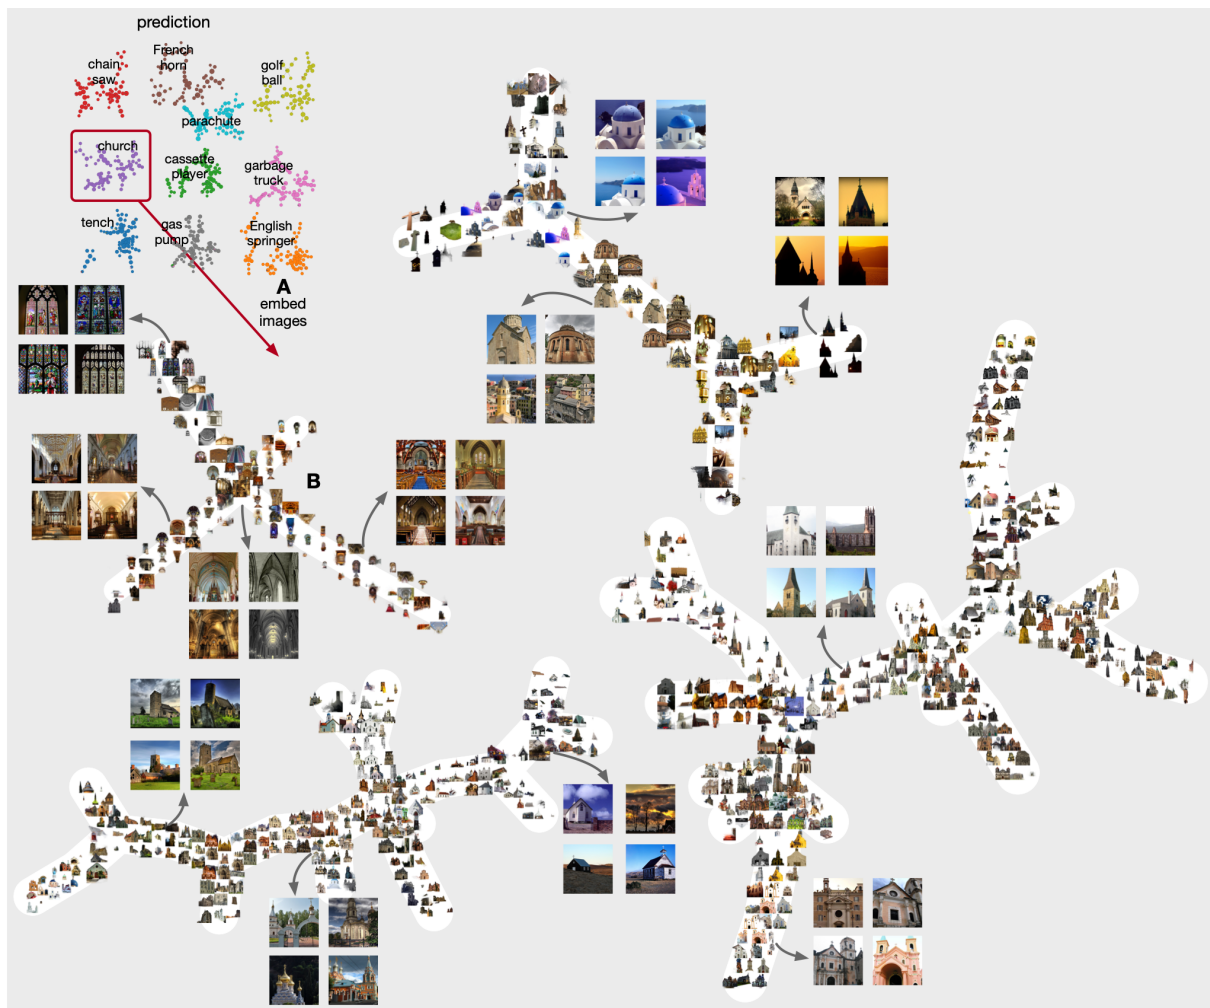 prediction
chain
saw
French
horn
golf
ball
parachute
church
cassette
player
garbage
truck
tench
gas
pump
English
springer
A
embed
images
B